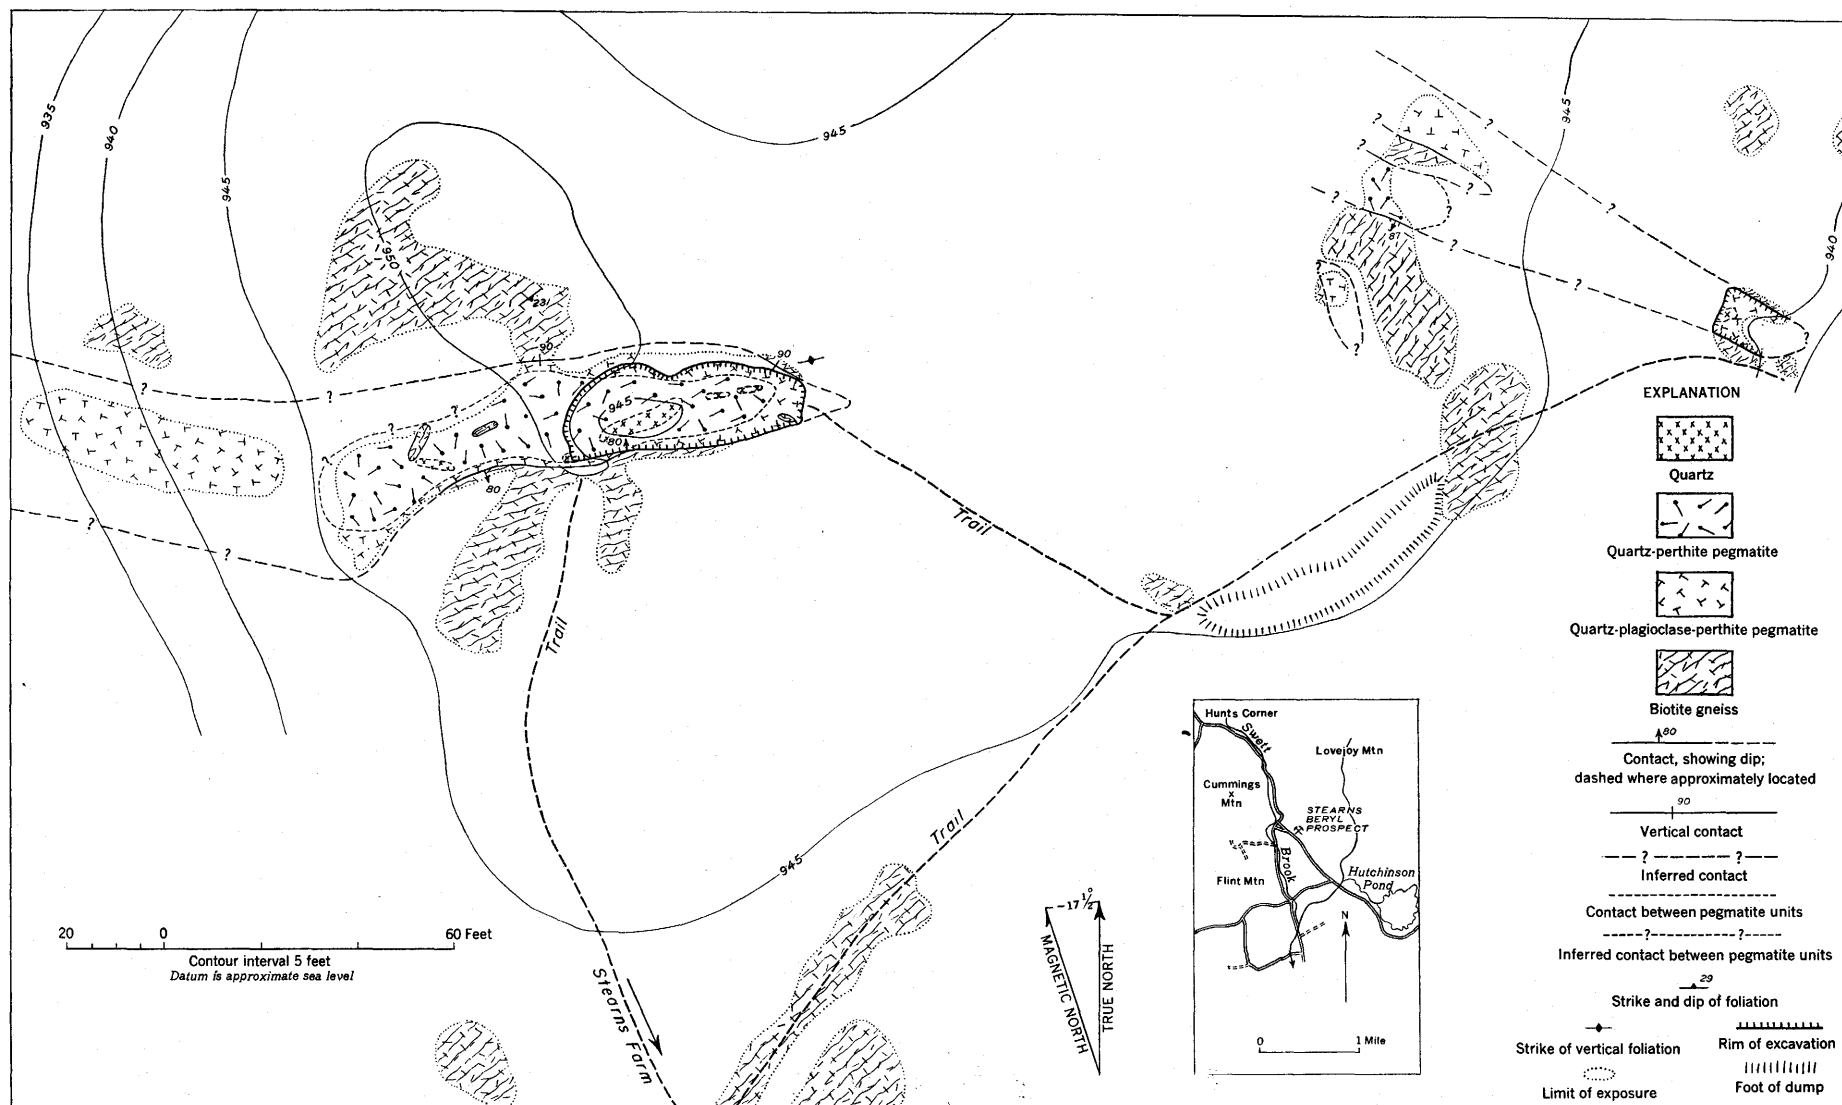 935
940
945
945
950
23
90
90
945
80
80
?
?
?
?
?
?
?
Trail
Trail
Trail
945
?
?
?
?
?
?
?
?
?
?
?
?
87
945
940
Stearns Farm
20 0 60 Feet
Contour interval 5 feet
Datum is approximate sea level
-17 1/2°
MAGNETIC NORTH
TRUE NORTH
Hunts Corner
Swett
Lovejoy Mtn
Cummings
x
Mtn
STEARNS
BERYL
PROSPECT
Brook
Flint Mtn
Hutchinson
Pond
N
0 1 Mile
EXPLANATION
Quartz
Quartz-perthite pegmatite
Quartz-plagioclase-perthite pegmatite
Biotite gneiss
80
Contact, showing dip;
dashed where approximately located
90
Vertical contact
? ?
Inferred contact
Contact between pegmatite units
? ?
Inferred contact between pegmatite units
29
Strike and dip of foliation
Strike of vertical foliation
Rim of excavation
Limit of exposure
Foot of dump